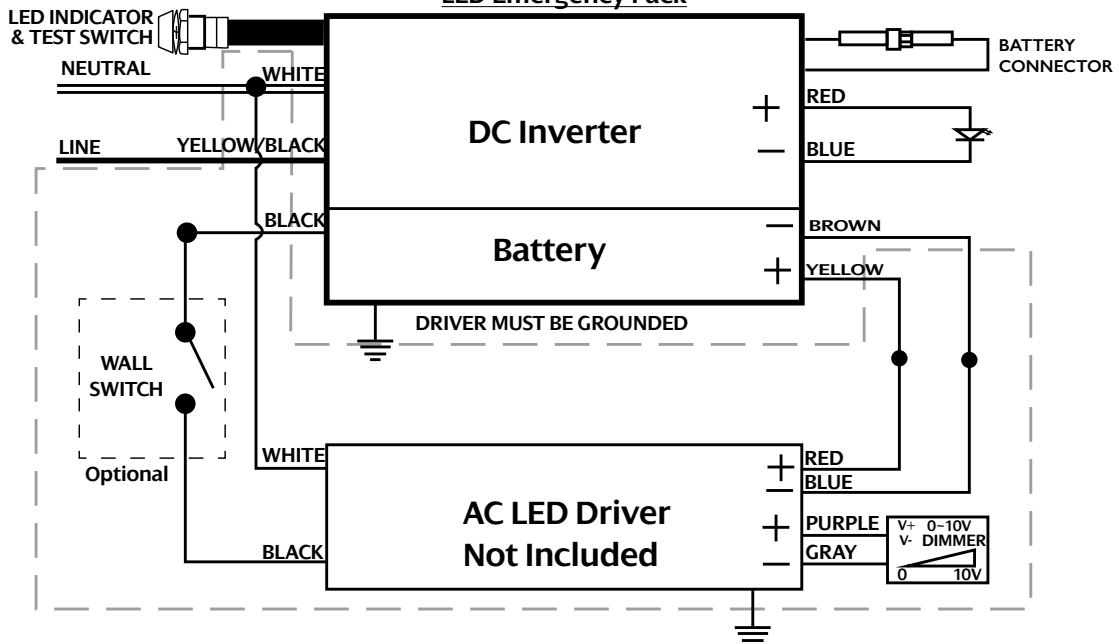 LED Emergency Pack
LED INDICATOR
& TEST SWITCH
NEUTRAL
WHITE
LINE
YELLOW/BLACK
BLACK
DC Inverter
Battery
BATTERY
CONNECTOR
+
RED
—
BLUE
—
BROWN
+
YELLOW
DRIVER MUST BE GROUNDED
WALL
SWITCH
Optional
WHITE
BLACK
AC LED Driver
Not Included
+
RED
—
BLUE
+
PURPLE
—
GRAY
V+ 0~10V
V- DIMMER
0 10V